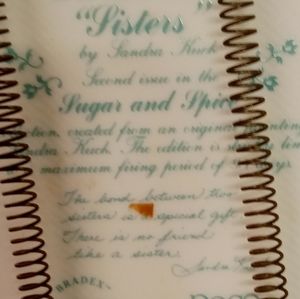 "Sisters"
by Sandra Kuck
Second issue in the
Sugar and Spice
created from an original
Kuck. The edition is
maximum firing period of
The bond between two
sisters is special gift.
There is no friend
like a sister.
Sandra
BRADEX